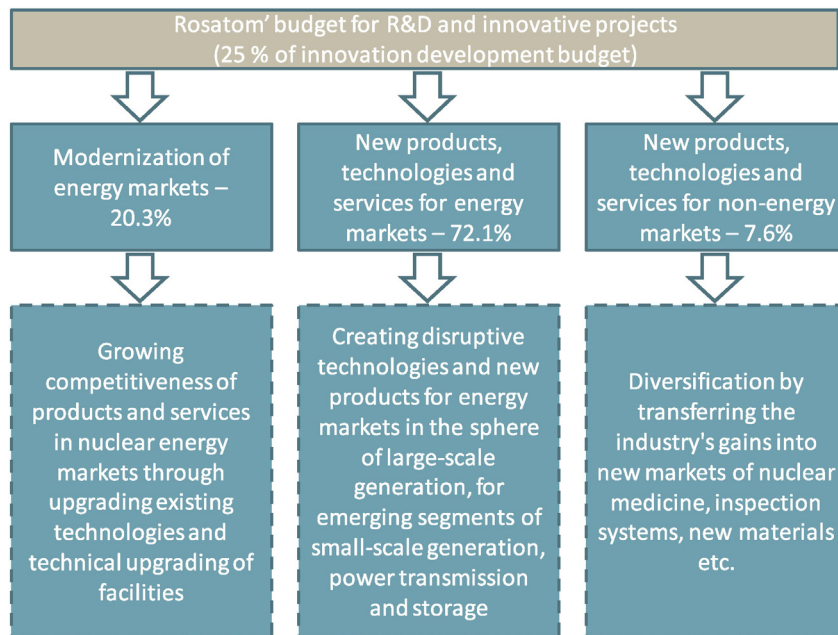 Rosatom’ budget for R&D and innovative projects
(25 % of innovation development budget)
Modernization of
energy markets –
20.3%
New products,
technologies and
services for energy
markets – 72.1%
New products,
technologies and
services for non-energy
markets – 7.6%
Growing
competitiveness of
products and services
in nuclear energy
markets through
upgrading existing
technologies and
technical upgrading of
facilities
Creating disruptive
technologies and new
products for energy
markets in the sphere
of large-scale
generation, for
emerging segments of
small-scale generation,
power transmission
and storage
Diversification by
transferring the
industry's gains into
new markets of nuclear
medicine, inspection
systems, new materials
etc.